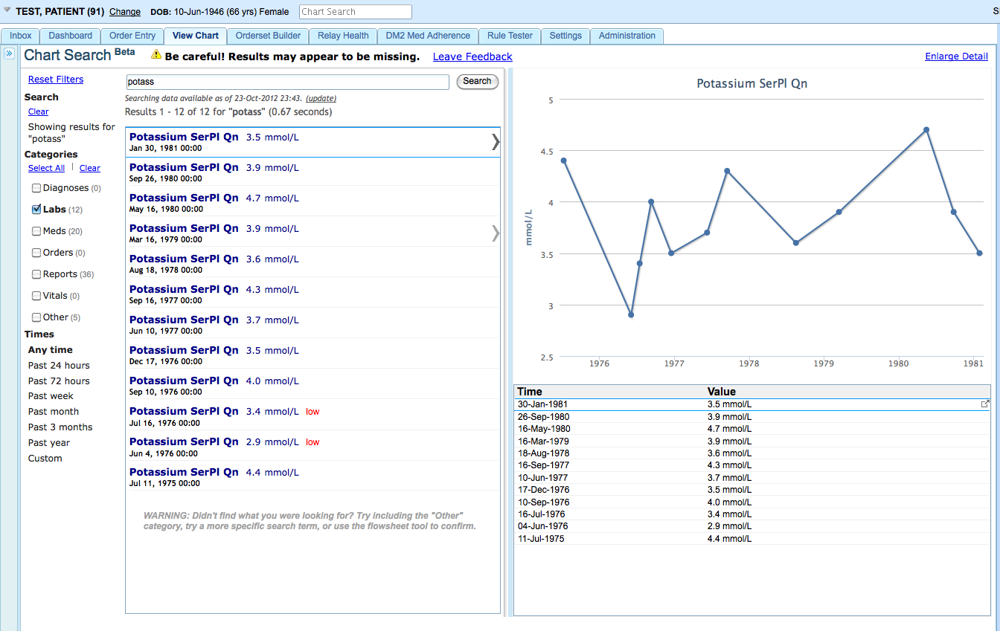 TEST, PATIENT (91) Change DOB: 10-Jun-1946 (66 yrs) Female Chart Search S
Inbox Dashboard Order Entry View Chart Orderset Builder Relay Health DM2 Med Adherence Rule Tester Settings Administration
Chart Search Beta Be careful! Results may appear to be missing. Leave Feedback Enlarge Detail
Reset Filters
Search
Clear
Showing results for
"potass"
Categories
Select All | Clear
Diagnoses (0)
Labs (12)
Meds (20)
Orders (0)
Reports (36)
Vitals (0)
Other (5)
Times
Any time
Past 24 hours
Past 72 hours
Past week
Past month
Past 3 months
Past year
Custom
potass Search
Searching data available as of 23-Oct-2012 23:43. (update)
Results 1 - 12 of 12 for "potass" (0.67 seconds)
Potassium SerPl Qn 3.5 mmol/L
Jan 30, 1981 00:00
Potassium SerPl Qn 3.9 mmol/L
Sep 26, 1980 00:00
Potassium SerPl Qn 4.7 mmol/L
May 16, 1980 00:00
Potassium SerPl Qn 3.9 mmol/L
Mar 16, 1979 00:00
Potassium SerPl Qn 3.6 mmol/L
Aug 18, 1978 00:00
Potassium SerPl Qn 4.3 mmol/L
Sep 16, 1977 00:00
Potassium SerPl Qn 3.7 mmol/L
Jun 10, 1977 00:00
Potassium SerPl Qn 3.5 mmol/L
Dec 17, 1976 00:00
Potassium SerPl Qn 4.0 mmol/L
Sep 10, 1976 00:00
Potassium SerPl Qn 3.4 mmol/L low
Jul 16, 1976 00:00
Potassium SerPl Qn 2.9 mmol/L low
Jun 4, 1976 00:00
Potassium SerPl Qn 4.4 mmol/L
Jul 11, 1975 00:00
WARNING: Didn't find what you were looking for? Try including the "Other"
category, try a more specific search term, or use the flowsheet tool to confirm.
Potassium SerPl Qn
mmol/L
5
4.5
4
3.5
3
2.5
1976 1977 1978 1979 1980 1981
Time Value
30-Jan-1981 3.5 mmol/L
26-Sep-1980 3.9 mmol/L
16-May-1980 4.7 mmol/L
16-Mar-1979 3.9 mmol/L
18-Aug-1978 3.6 mmol/L
16-Sep-1977 4.3 mmol/L
10-Jun-1977 3.7 mmol/L
17-Dec-1976 3.5 mmol/L
10-Sep-1976 4.0 mmol/L
16-Jul-1976 3.4 mmol/L
04-Jun-1976 2.9 mmol/L
11-Jul-1975 4.4 mmol/L